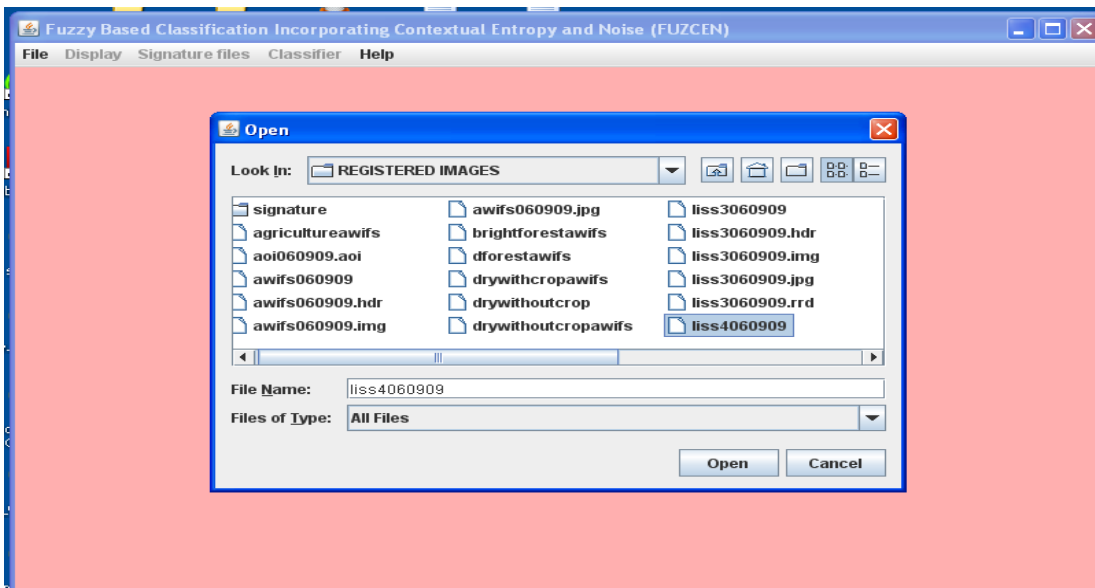 Fuzzy Based Classification Incorporating Contextual Entropy and Noise (FUZCEN)
File Display Signature files Classifier Help
Open
Look In: REGISTERED IMAGES
signature awifs060909.jpg liss3060909
agricultureawifs brightforestawifs liss3060909.hdr
aoi060909.aoi dforestawifs liss3060909.img
awifs060909 drywithcropawifs liss3060909.jpg
awifs060909.hdr drywithoutcrop liss3060909.rrd
awifs060909.img drywithoutcropawifs liss4060909
File Name: liss4060909
Files of Type: All Files
Open Cancel